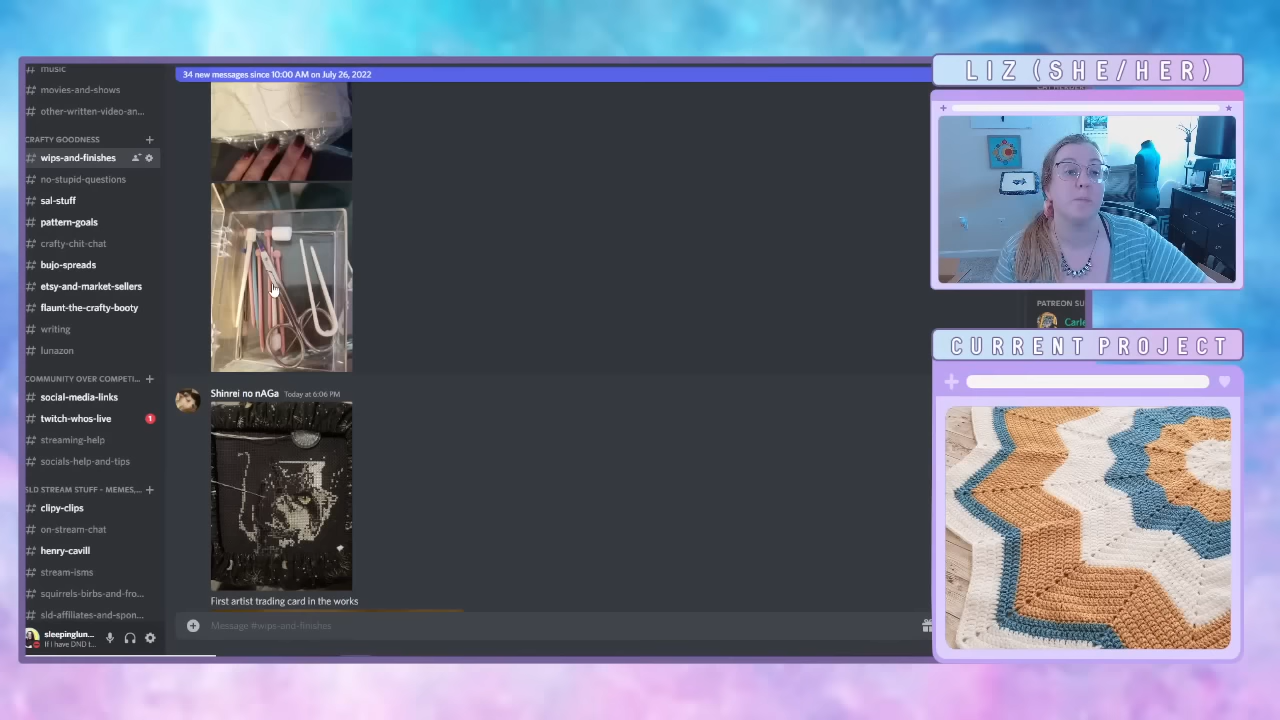 music
movies-and-shows
other-written-video-an...
CRAFTY GOODNESS
wips-and-finishes
no-stupid-questions
sal-stuff
pattern-goals
crafty-chit-chat
bujo-spreads
etsy-and-market-sellers
flaunt-the-crafty-booty
writing
lunazon
COMMUNITY OVER COMPETI...
social-media-links
twitch-whos-live
1
streaming-help
socials-help-and-tips
SLD STREAM STUFF - MEMES,...
clipy-clips
on-stream-chat
henry-cavill
stream-isms
squirrels-birbs-and-fro...
sld-affiliates-and-spon...
sleepinglun...
If I have DND t...
34 new messages since 10:00 AM on July 26, 2022
Shinrei no nAGa Today at 6:06 PM
First artist trading card in the works
Message #wips-and-finishes
LIZ (SHE/HER)
PATREON SU
Carle
CURRENT PROJECT